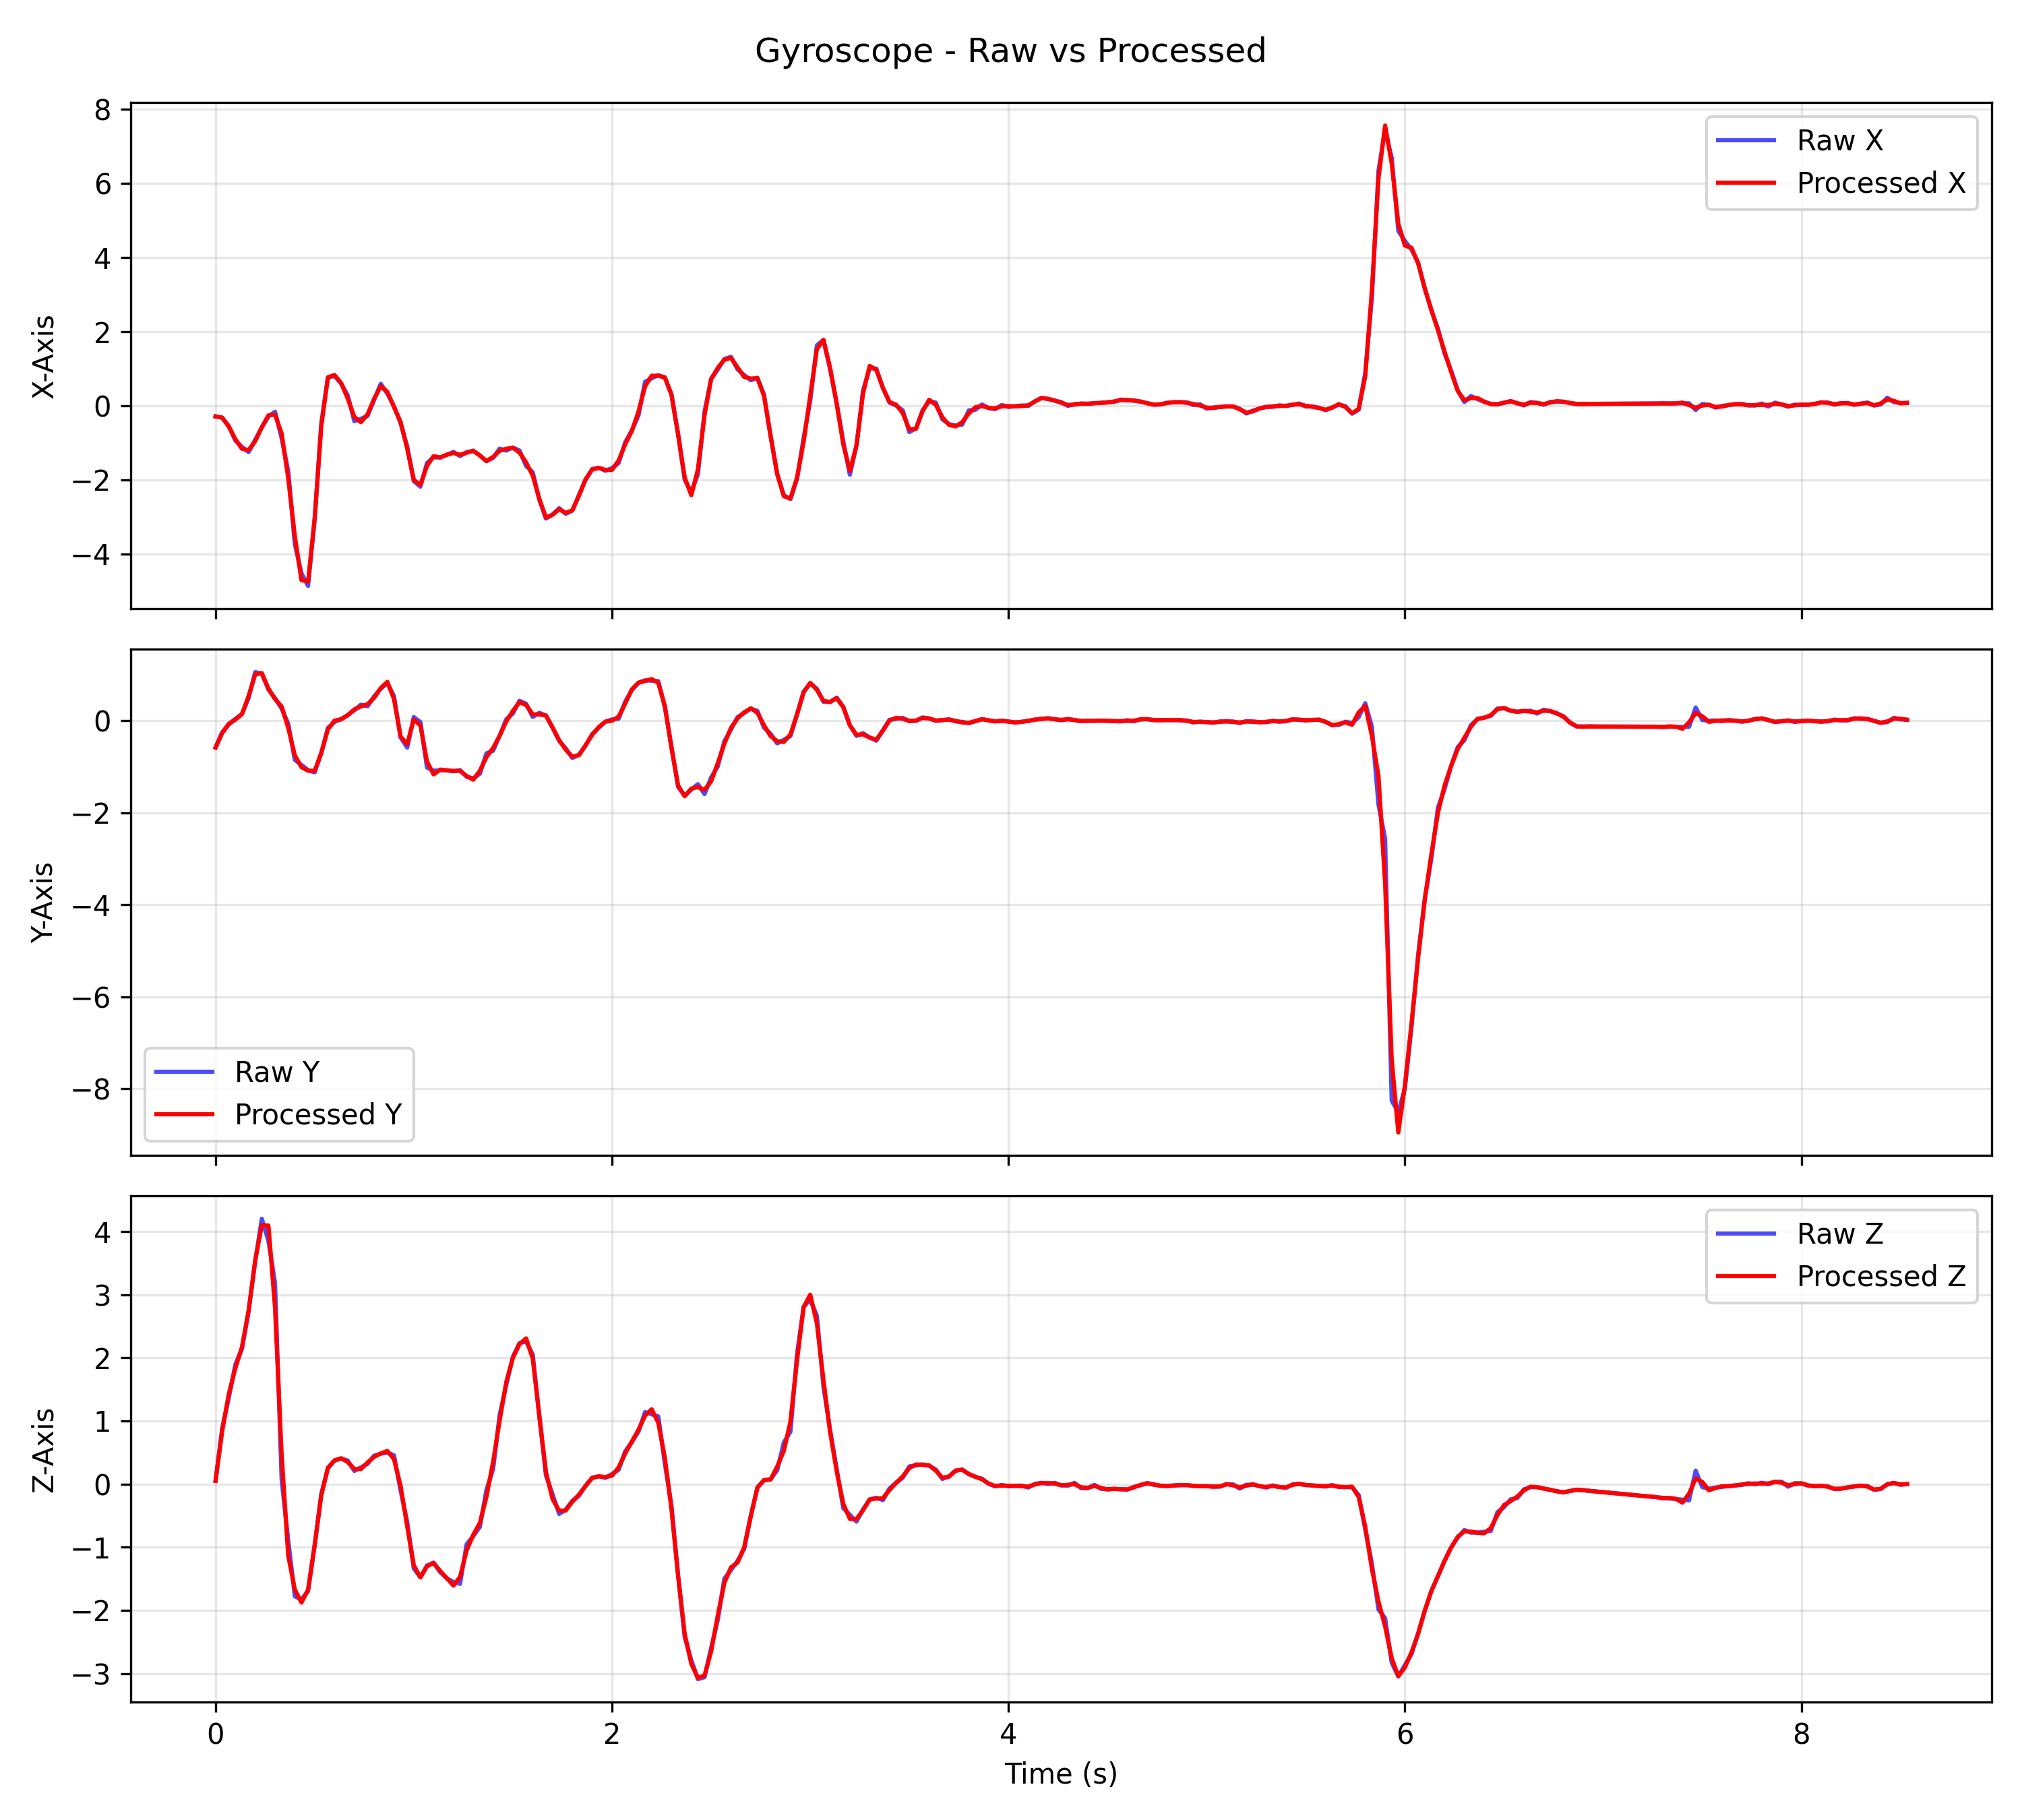 Gyroscope - Raw vs Processed
8
6
4
2
0
−2
−4
X-Axis
Raw X
Processed X
0
−2
−4
−6
−8
Y-Axis
Raw Y
Processed Y
4
3
2
1
0
−1
−2
−3
Z-Axis
Raw Z
Processed Z
0 2 4 6 8
Time (s)